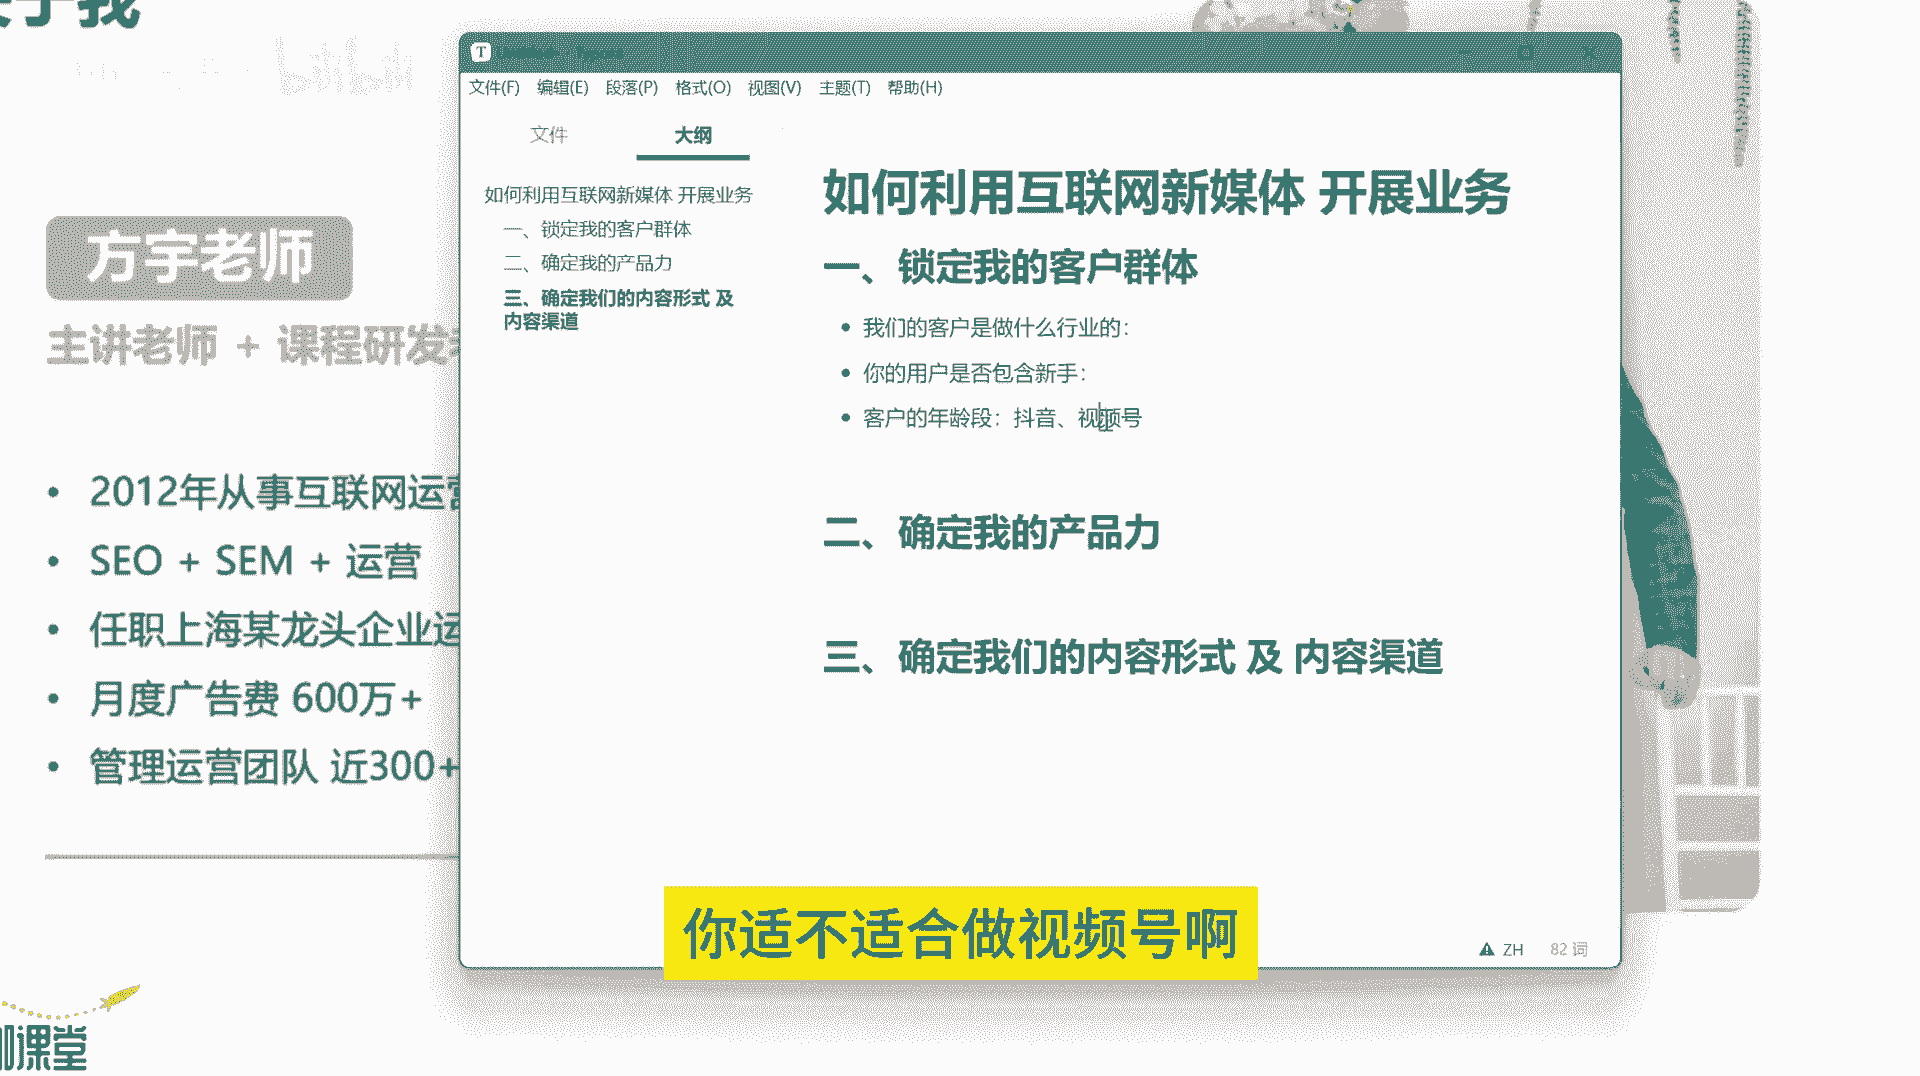 bilibili
方宇老师
主讲老师 + 课程研发
• 2012年从事互联网运营
• SEO + SEM + 运营
• 任职上海某龙头企业运
• 月度广告费 600万+
• 管理运营团队 近300+
课堂
文件(F) 编辑(E) 段落(P) 格式(O) 视图(V) 主题(T) 帮助(H)
文件 大纲
如何利用互联网新媒体 开展业务
一、锁定我的客户群体
二、确定我的产品力
三、确定我们的内容形式 及
内容渠道
如何利用互联网新媒体 开展业务
一、锁定我的客户群体
• 我们的客户是做什么行业的：
• 你的用户是否包含新手：
• 客户的年龄段：抖音、视频号
二、确定我的产品力
三、确定我们的内容形式 及 内容渠道
ZH 82 词
你适不适合做视频号啊